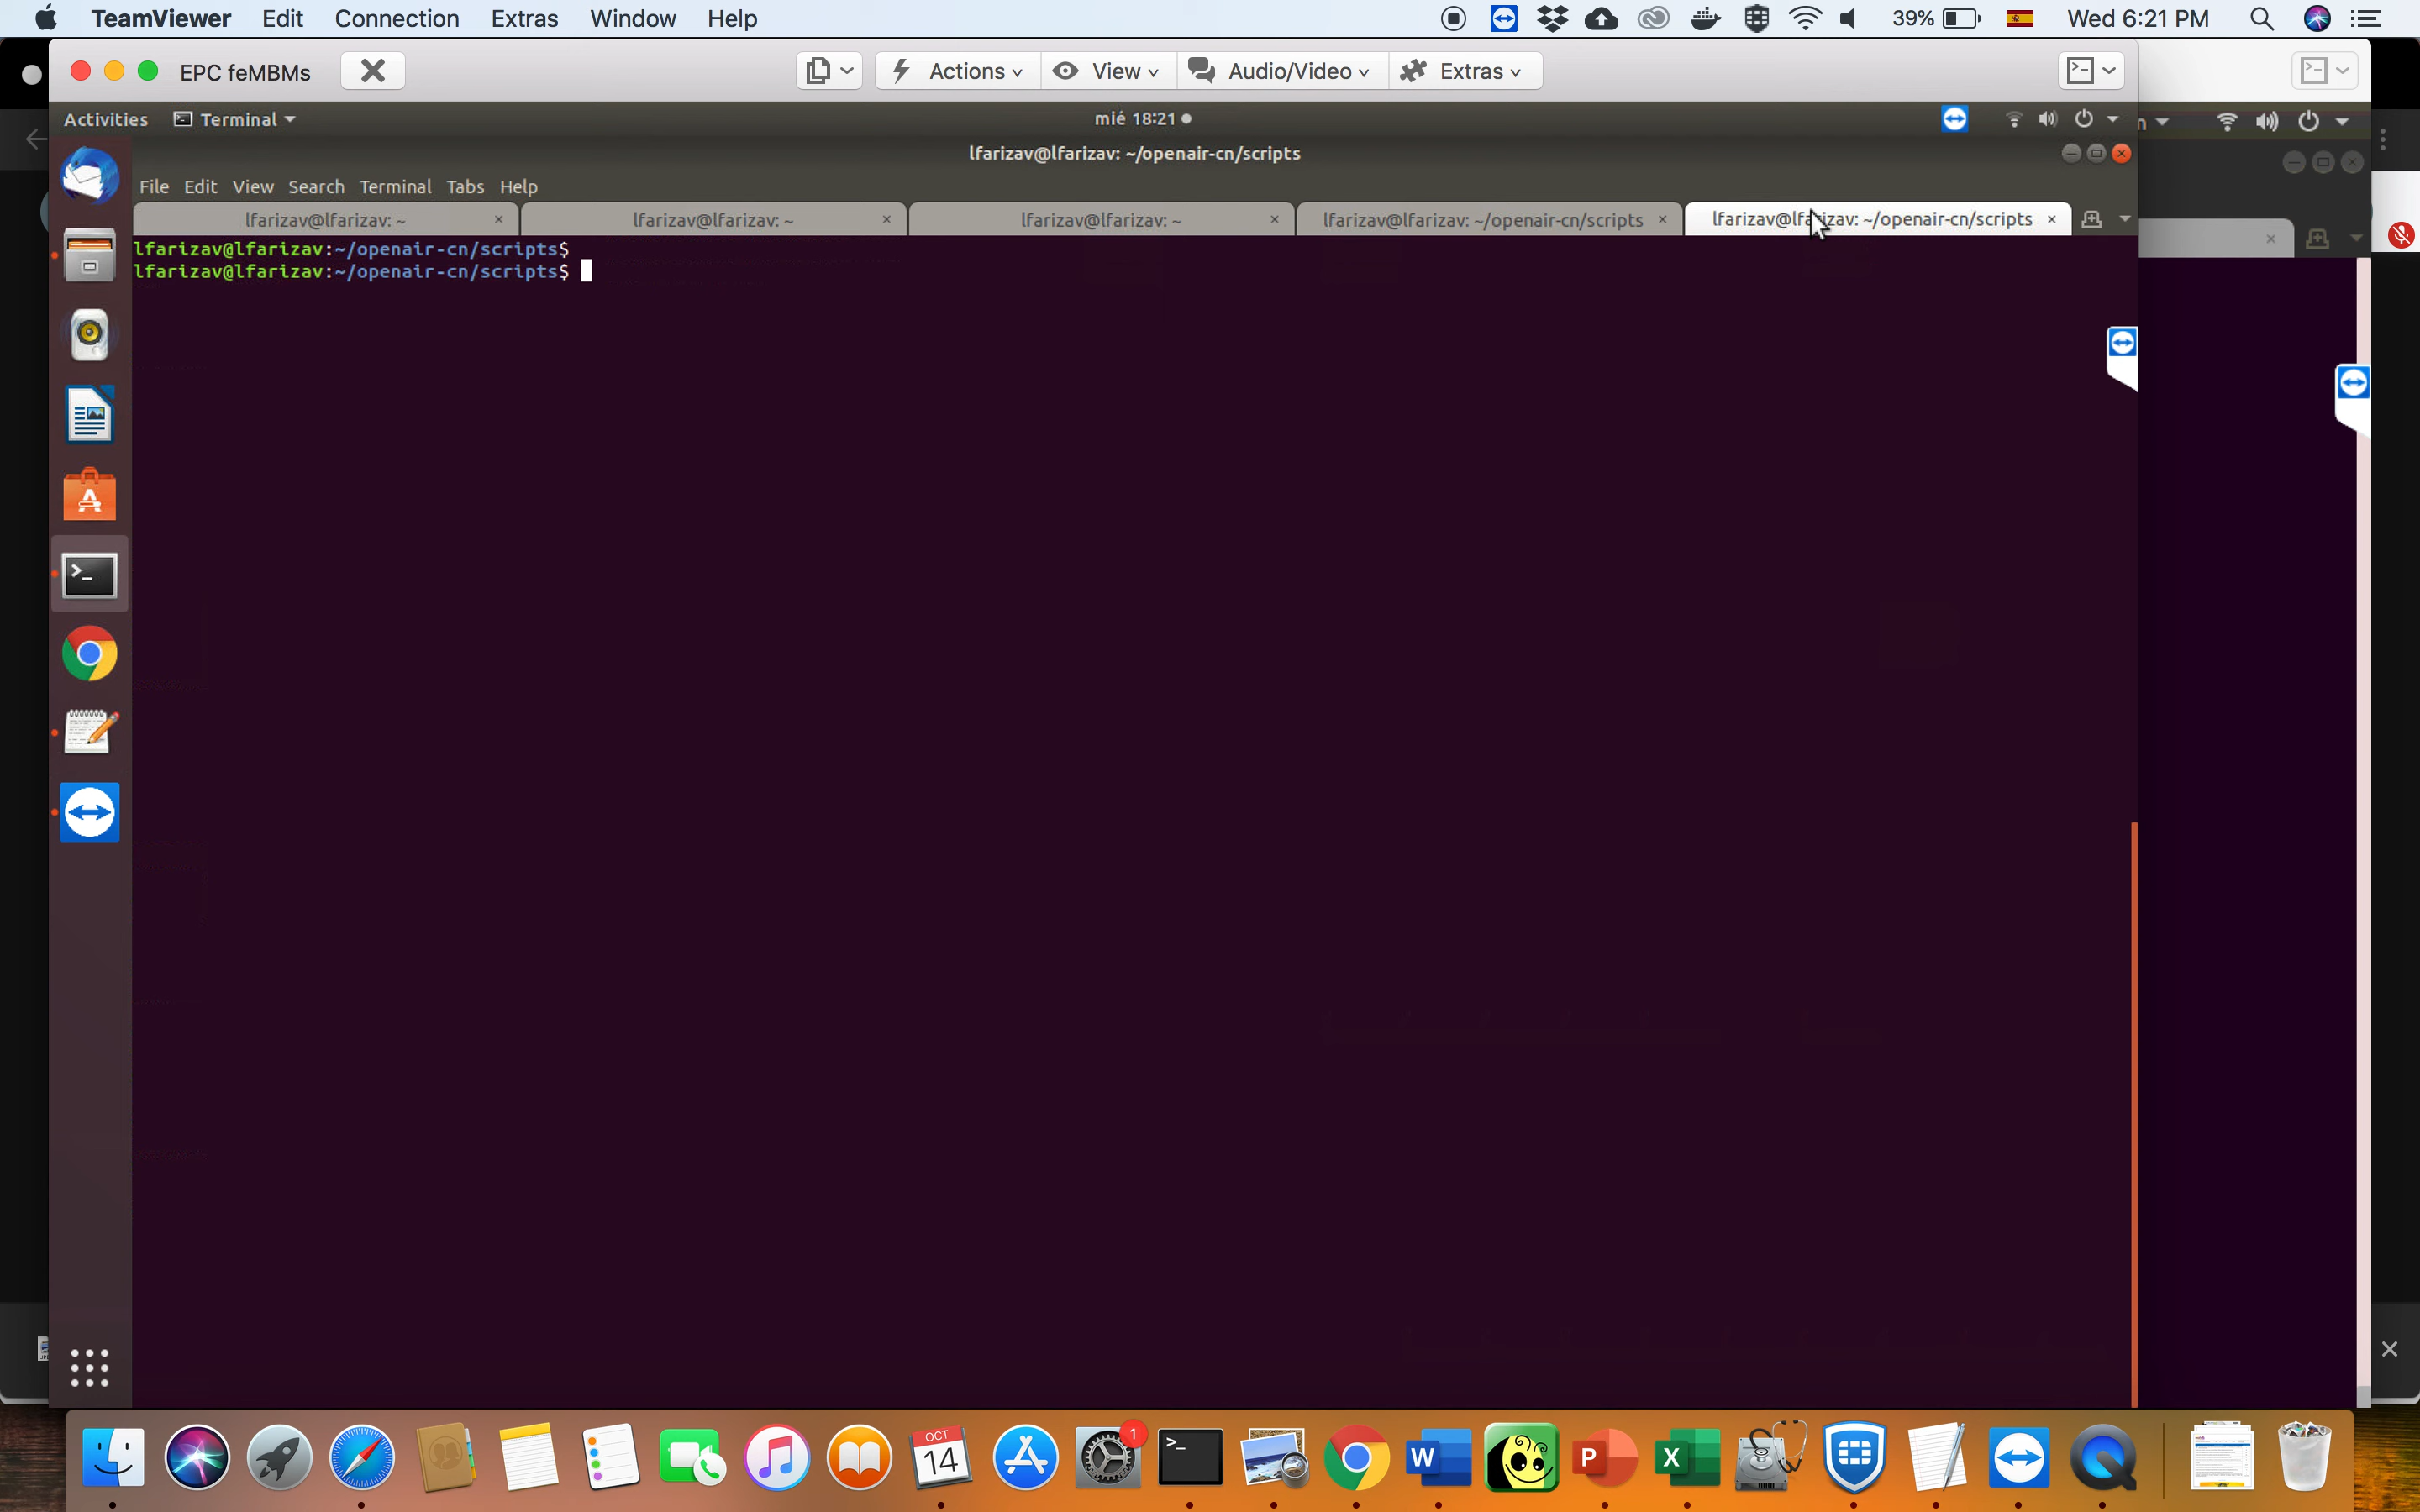 TeamViewer Edit Connection Extras Window Help 39% Wed 6:21 PM
EPC feMBMs Actions View Audio/Video Extras
Activities Terminal mié 18:21
lfarizav@lfarizav: ~/openair-cn/scripts
File Edit View Search Terminal Tabs Help
lfarizav@lfarizav: ~ lfarizav@lfarizav: ~ lfarizav@lfarizav: ~ lfarizav@lfarizav: ~/openair-cn/scripts lfarizav@lfarizav: ~/openair-cn/scripts
lfarizav@lfarizav:~/openair-cn/scripts$
lfarizav@lfarizav:~/openair-cn/scripts$
OCT
14
1
W
P
X